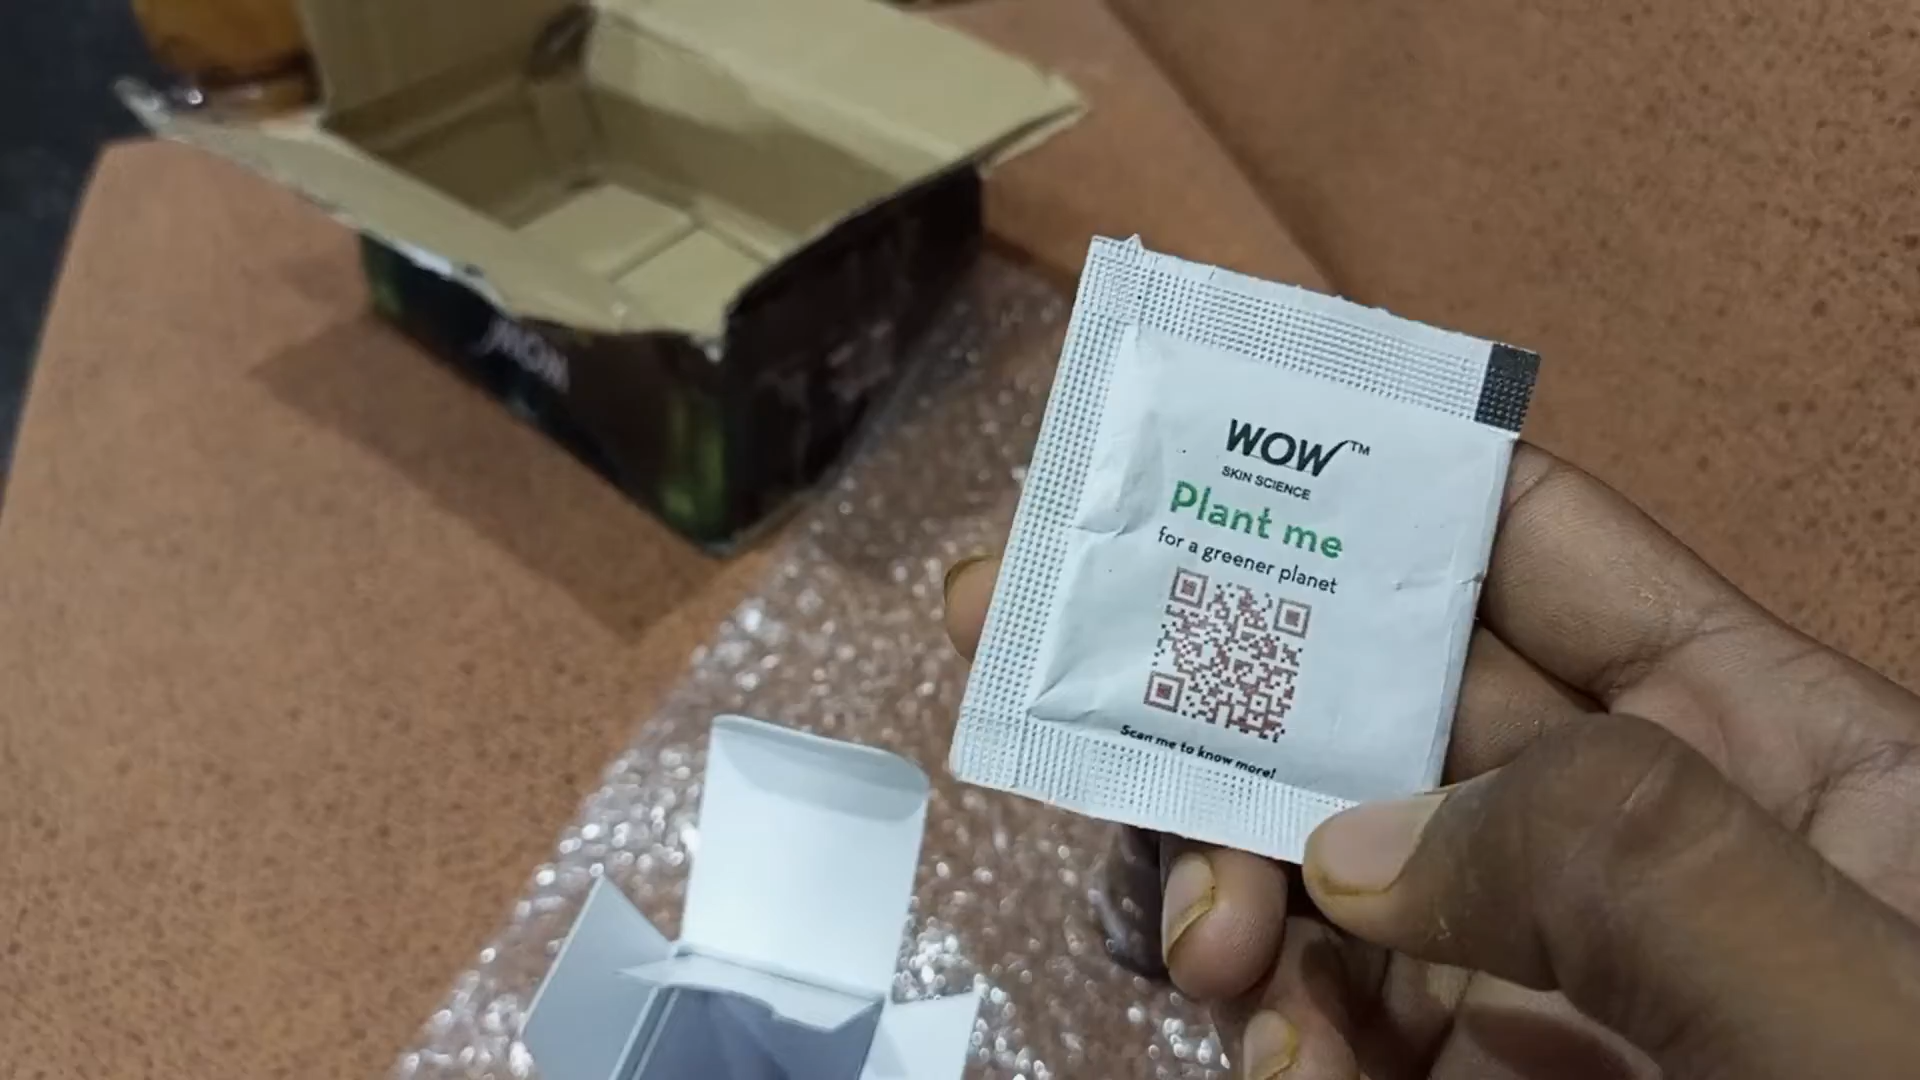 WOW™
SKIN SCIENCE
Plant me
for a greener planet
Scan me to know more!